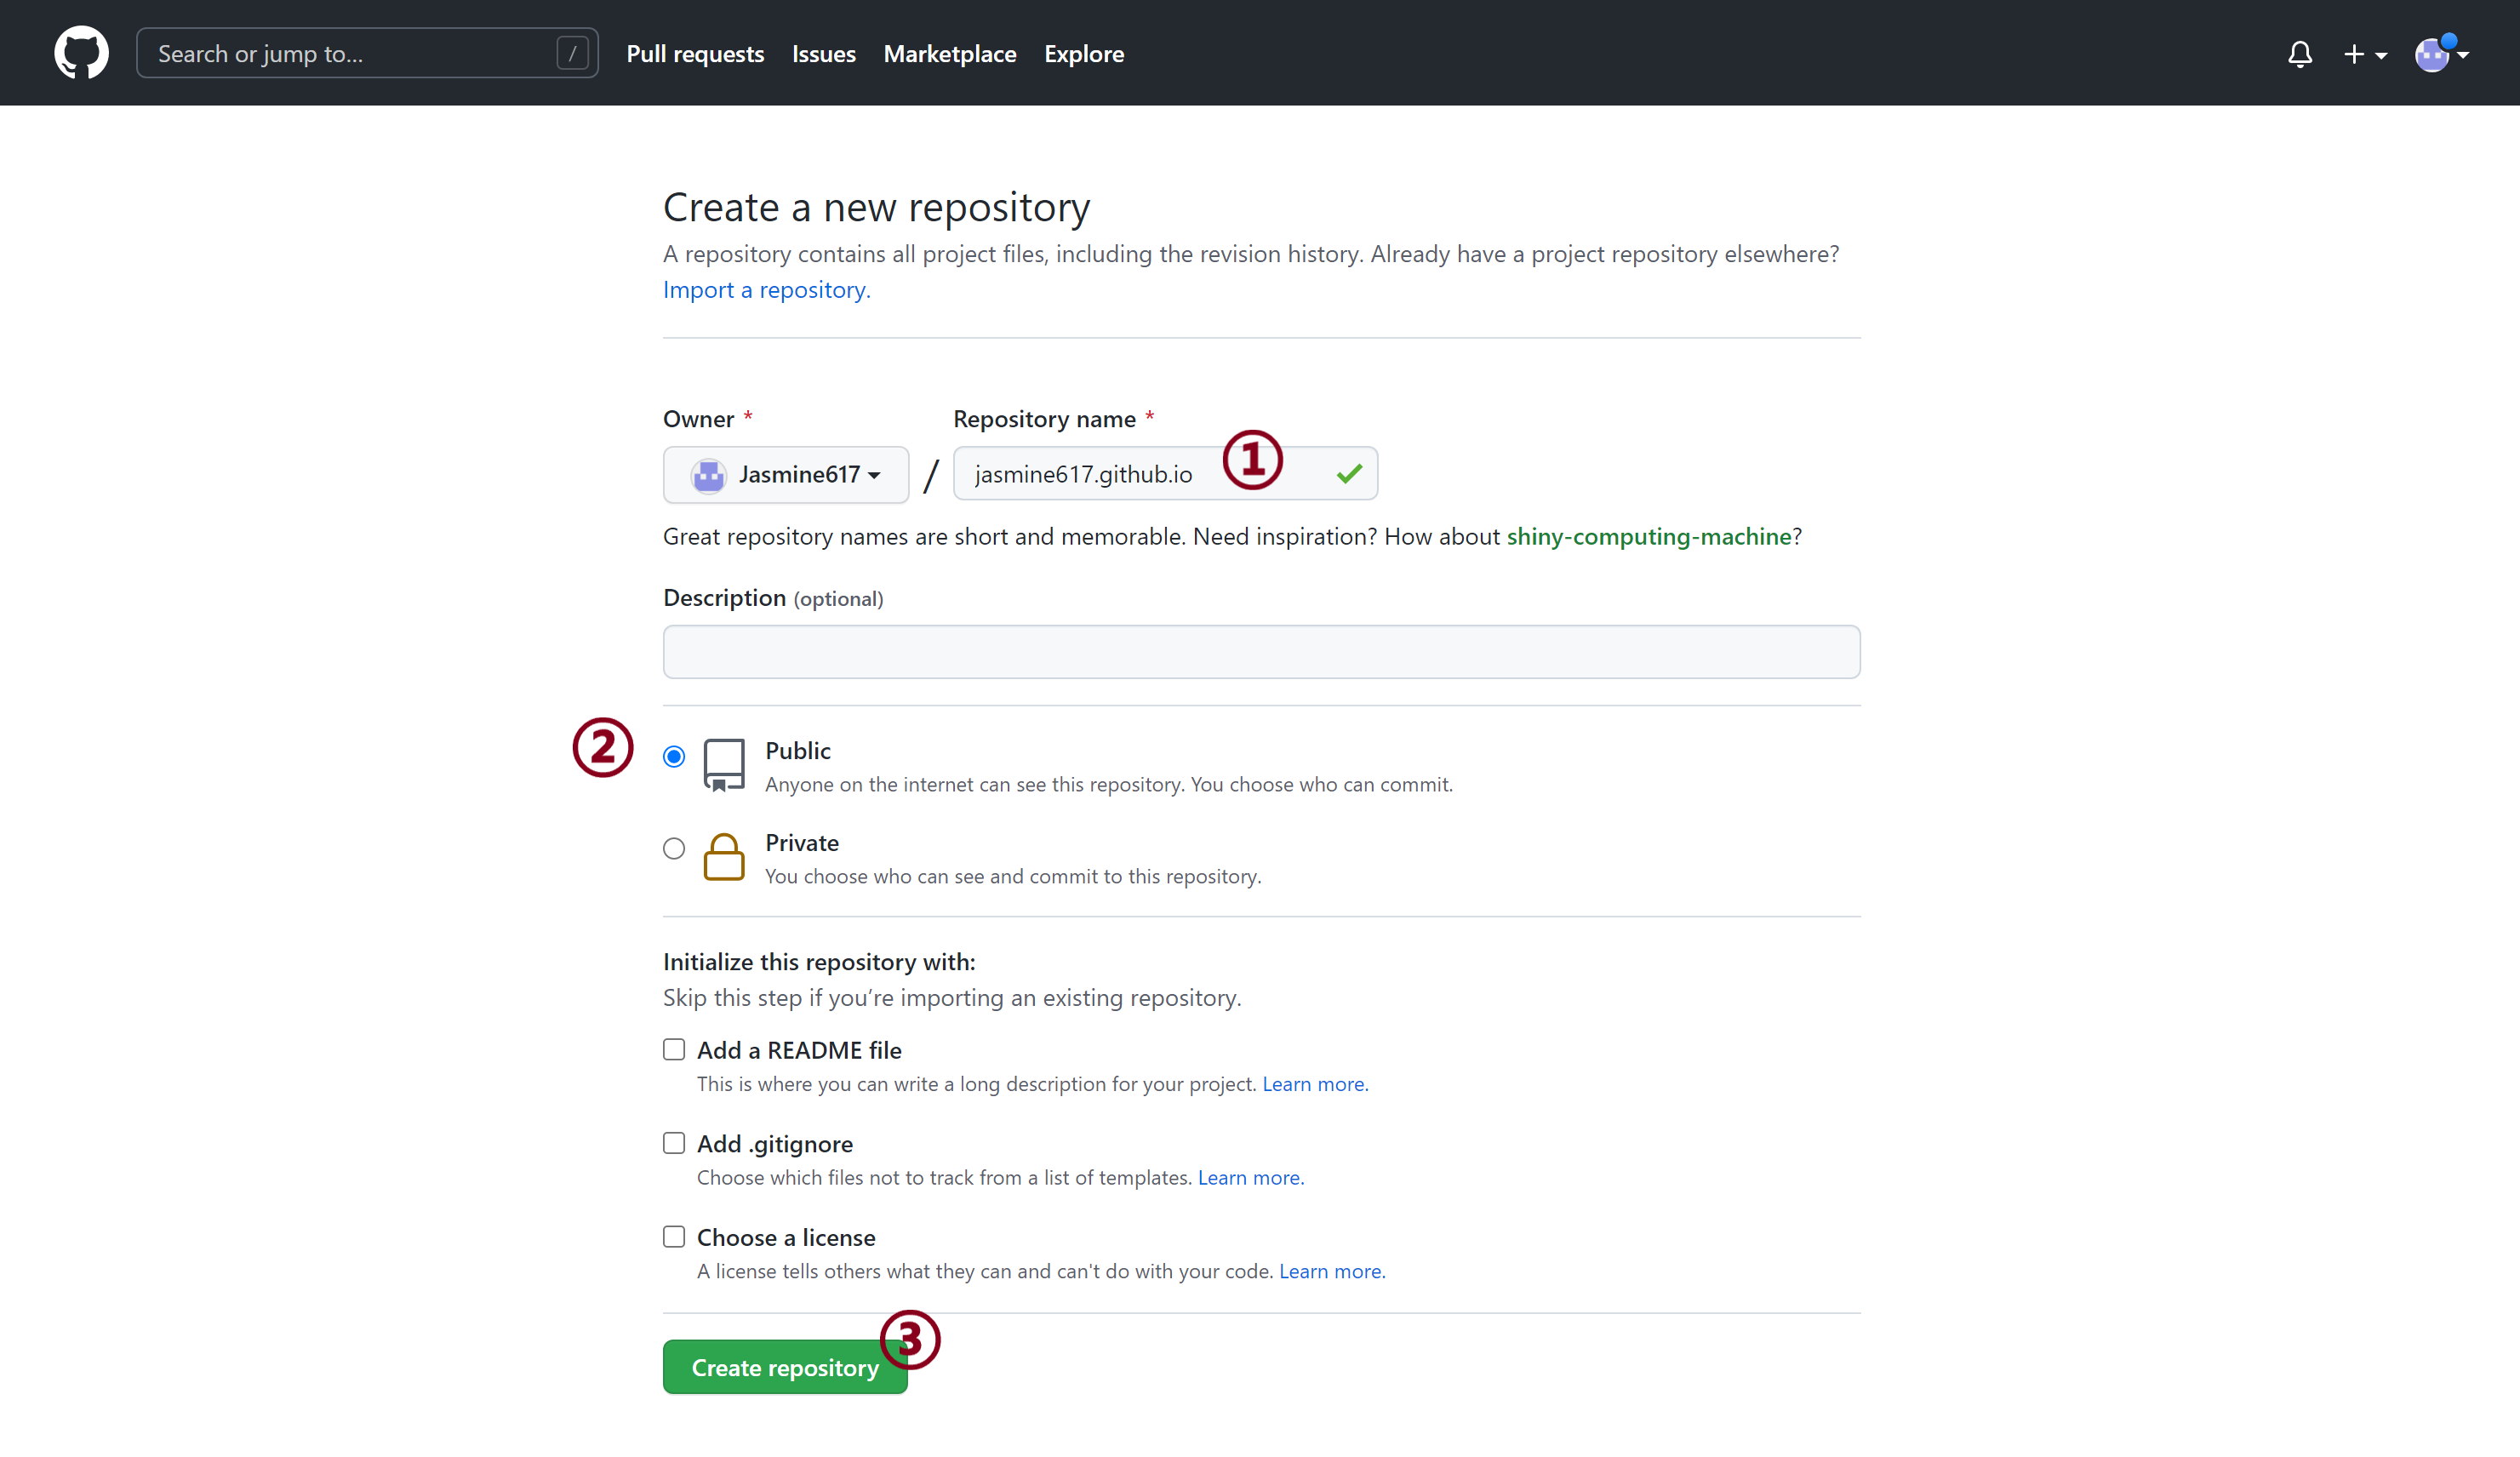 Search or jump to... / Pull requests Issues Marketplace Explore
Create a new repository
A repository contains all project files, including the revision history. Already have a project repository elsewhere?
Import a repository.
Owner * Repository name *
Jasmine617 / jasmine617.github.io ①
Great repository names are short and memorable. Need inspiration? How about shiny-computing-machine?
Description (optional)
② Public
Anyone on the internet can see this repository. You choose who can commit.
Private
You choose who can see and commit to this repository.
Initialize this repository with:
Skip this step if you’re importing an existing repository.
Add a README file
This is where you can write a long description for your project. Learn more.
Add .gitignore
Choose which files not to track from a list of templates. Learn more.
Choose a license
A license tells others what they can and can't do with your code. Learn more.
Create repository ③